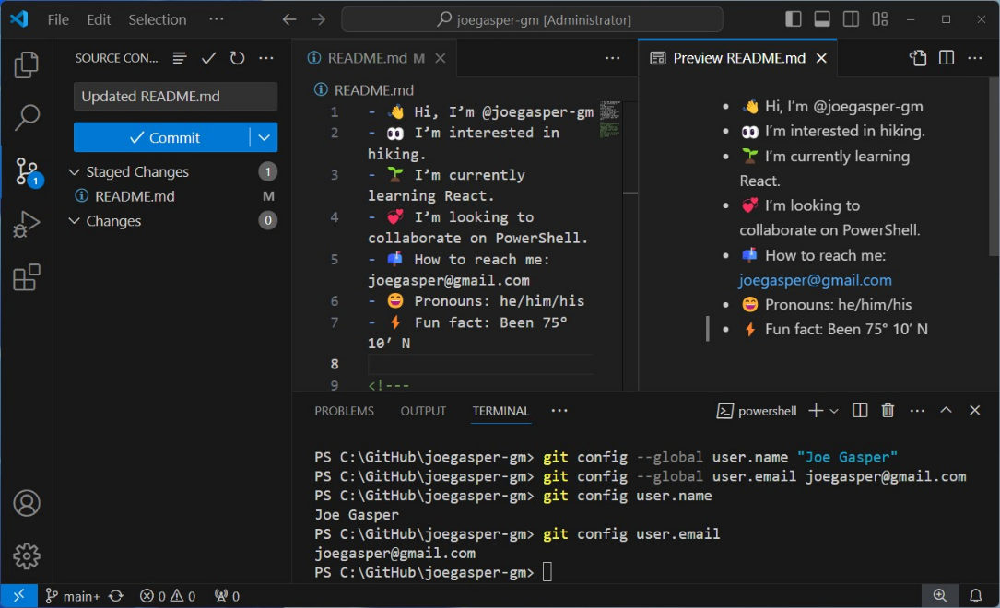 File Edit Selection ··· joegasper-gm [Administrator]
SOURCE CON... ···
Updated README.md
Commit
Staged Changes 1
README.md M
Changes 0
README.md M ···
README.md
1 - 👋 Hi, I’m @joegasper-gm
2 - 👀 I’m interested in
hiking.
3 - 🌱 I’m currently
learning React.
4 - 💞️ I’m looking to
collaborate on PowerShell.
5 - 📫 How to reach me:
joegasper@gmail.com
6 - 😄 Pronouns: he/him/his
7 - ⚡ Fun fact: Been 75°
10′ N
8
9 <!---
Preview README.md ···
• 👋 Hi, I’m @joegasper-gm
• 👀 I’m interested in hiking.
• 🌱 I’m currently learning
React.
• 💞️ I’m looking to
collaborate on PowerShell.
• 📫 How to reach me:
joegasper@gmail.com
• 😄 Pronouns: he/him/his
• ⚡ Fun fact: Been 75° 10′ N
PROBLEMS OUTPUT TERMINAL ··· powershell ···
PS C:\GitHub\joegasper-gm> git config --global user.name "Joe Gasper"
PS C:\GitHub\joegasper-gm> git config --global user.email joegasper@gmail.com
PS C:\GitHub\joegasper-gm> git config user.name
Joe Gasper
PS C:\GitHub\joegasper-gm> git config user.email
joegasper@gmail.com
PS C:\GitHub\joegasper-gm>
1
main+ 0 0 0